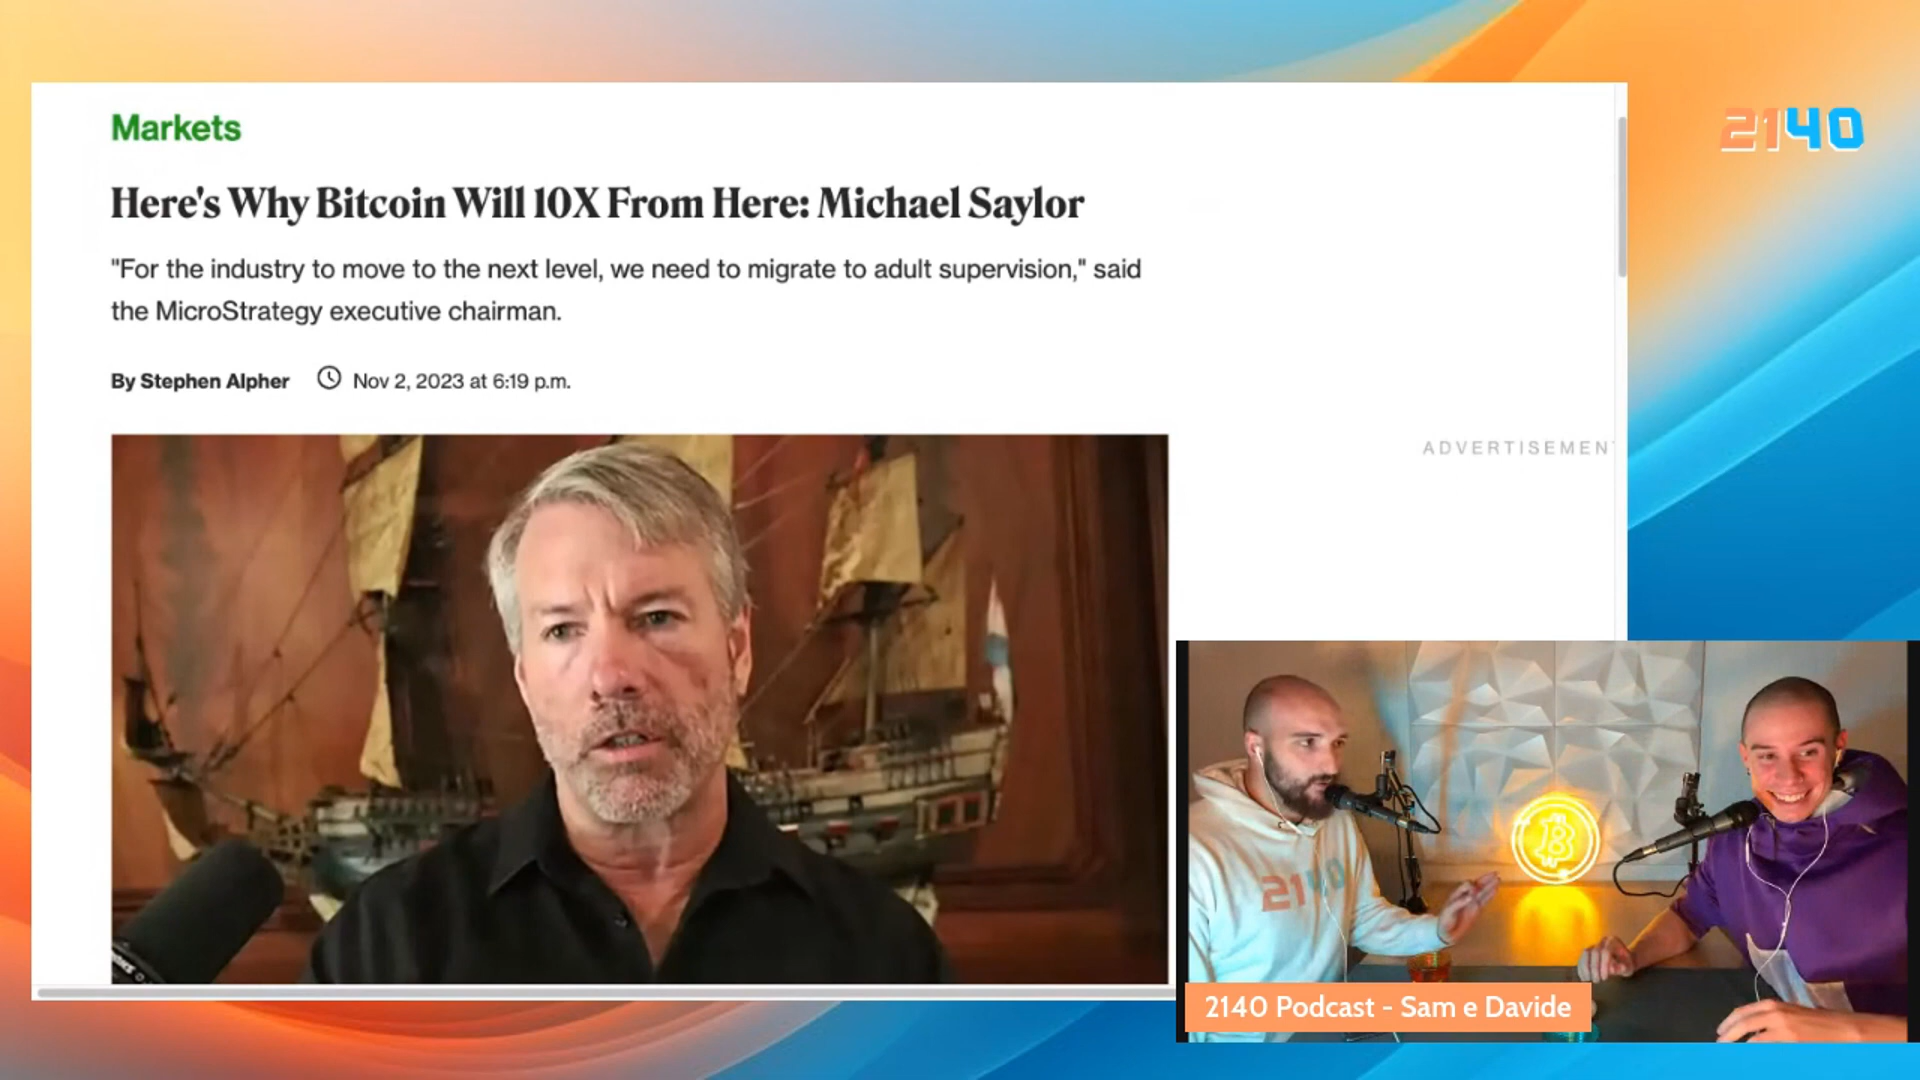 Markets
2140
Here's Why Bitcoin Will 10X From Here: Michael Saylor
"For the industry to move to the next level, we need to migrate to adult supervision," said
the MicroStrategy executive chairman.
By Stephen Alpher Nov 2, 2023 at 6:19 p.m.
ADVERTISEMENT
2140
2140 Podcast - Sam e Davide